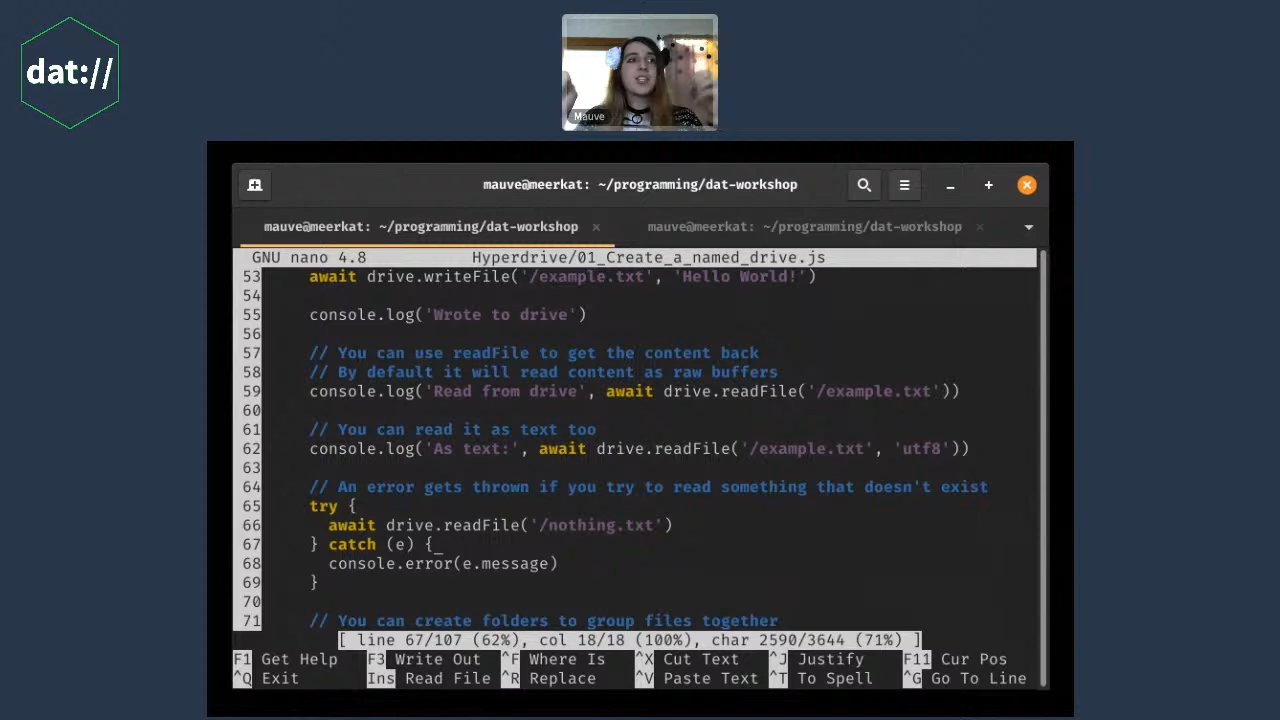 dat://
Mauve
mauve@meerkat: ~/programming/dat-workshop
mauve@meerkat: ~/programming/dat-workshop × mauve@meerkat: ~/programming/dat-workshop ×
GNU nano 4.8 Hyperdrive/01_Create_a_named_drive.js
53 await drive.writeFile('/example.txt', 'Hello World!')
54
55 console.log('Wrote to drive')
56
57 // You can use readFile to get the content back
58 // By default it will read content as raw buffers
59 console.log('Read from drive', await drive.readFile('/example.txt'))
60
61 // You can read it as text too
62 console.log('As text:', await drive.readFile('/example.txt', 'utf8'))
63
64 // An error gets thrown if you try to read something that doesn't exist
65 try {
66 await drive.readFile('/nothing.txt')
67 } catch (e) {
68 console.error(e.message)
69 }
70
71 // You can create folders to group files together
[ line 67/107 (62%), col 18/18 (100%), char 2590/3644 (71%) ]
F1 Get Help F3 Write Out ^F Where Is ^X Cut Text ^J Justify F11 Cur Pos
^Q Exit Ins Read File ^R Replace ^V Paste Text ^T To Spell ^G Go To Line